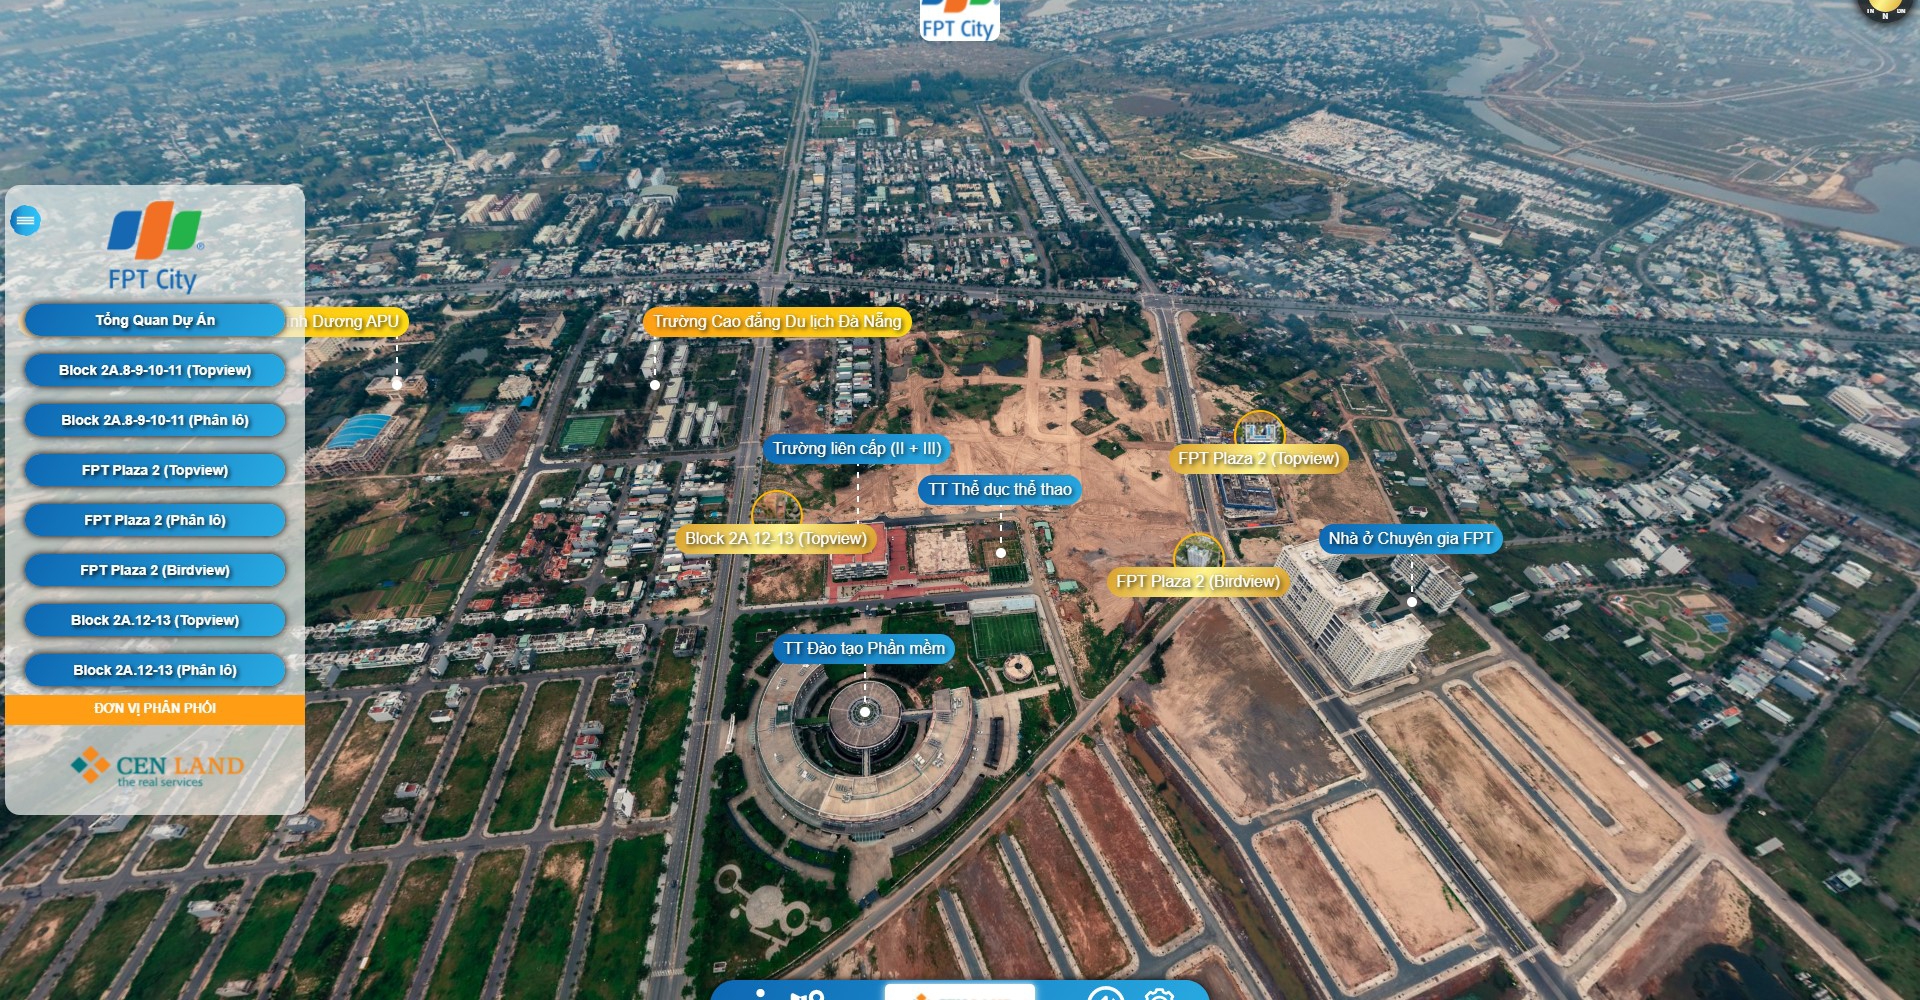 FPT City
IN
N
ĐN
FPT City
Tổng Quan Dự Án
Block 2A.8-9-10-11 (Topview)
Block 2A.8-9-10-11 (Phân lô)
FPT Plaza 2 (Topview)
FPT Plaza 2 (Phân lô)
FPT Plaza 2 (Birdview)
Block 2A.12-13 (Topview)
Block 2A.12-13 (Phân lô)
ĐƠN VỊ PHÂN PHỐI
CEN LAND
the real services
Dương APU
Trường Cao đẳng Du lịch Đà Nẵng
Trường liên cấp (II + III)
FPT Plaza 2 (Topview)
TT Thể dục thể thao
Block 2A.12-13 (Topview)
Nhà ở Chuyên gia FPT
FPT Plaza 2 (Birdview)
TT Đào tạo Phần mềm